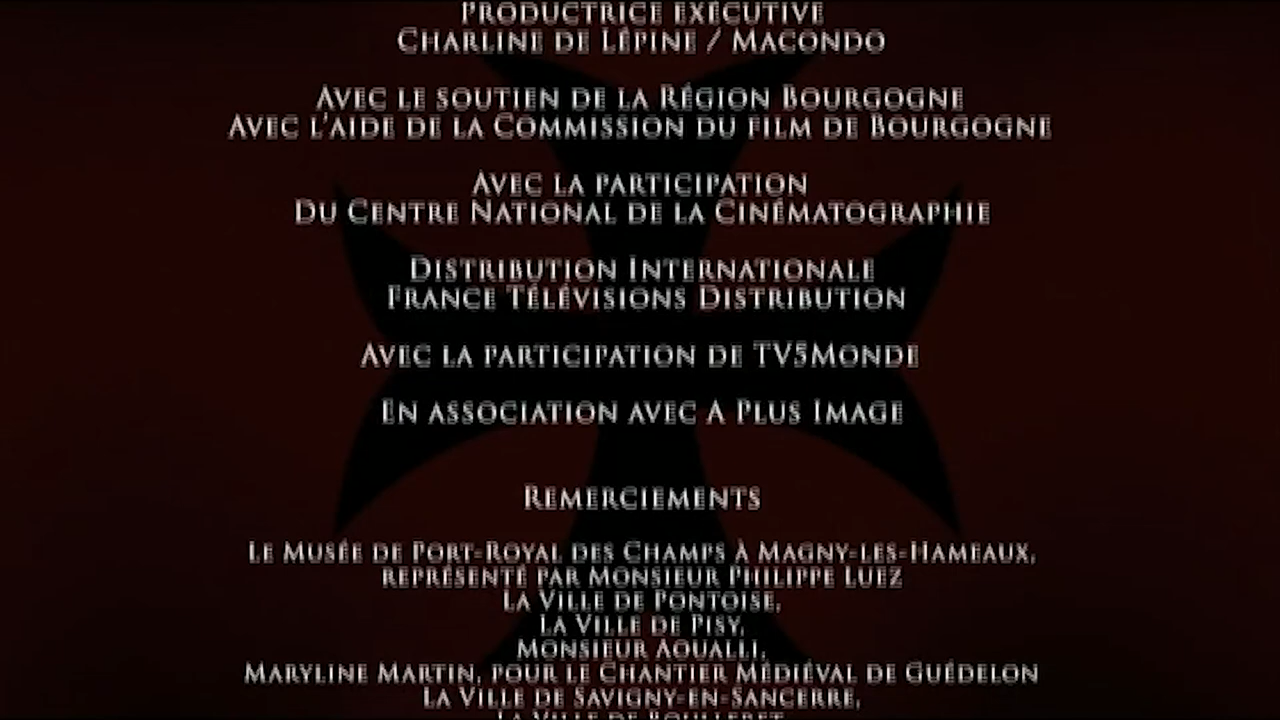 Productrice exécutive
Charline de Lépine / Macondo
Avec le soutien de la Région Bourgogne
Avec l'aide de la Commission du film de Bourgogne
Avec la participation
Du Centre National de la Cinématographie
Distribution Internationale
France Télévisions Distribution
Avec la participation de TV5Monde
En association avec A Plus Image
Remerciements
Le Musée de Port-Royal des Champs à Magny-les-Hameaux,
représenté par Monsieur Philippe Luez
La Ville de Pontoise,
La Ville de Pisy,
Monsieur Aoualli,
Maryline Martin, pour le Chantier Médiéval de Guédelon
La Ville de Savigny-en-Sancerre,
La Ville de Boulleret